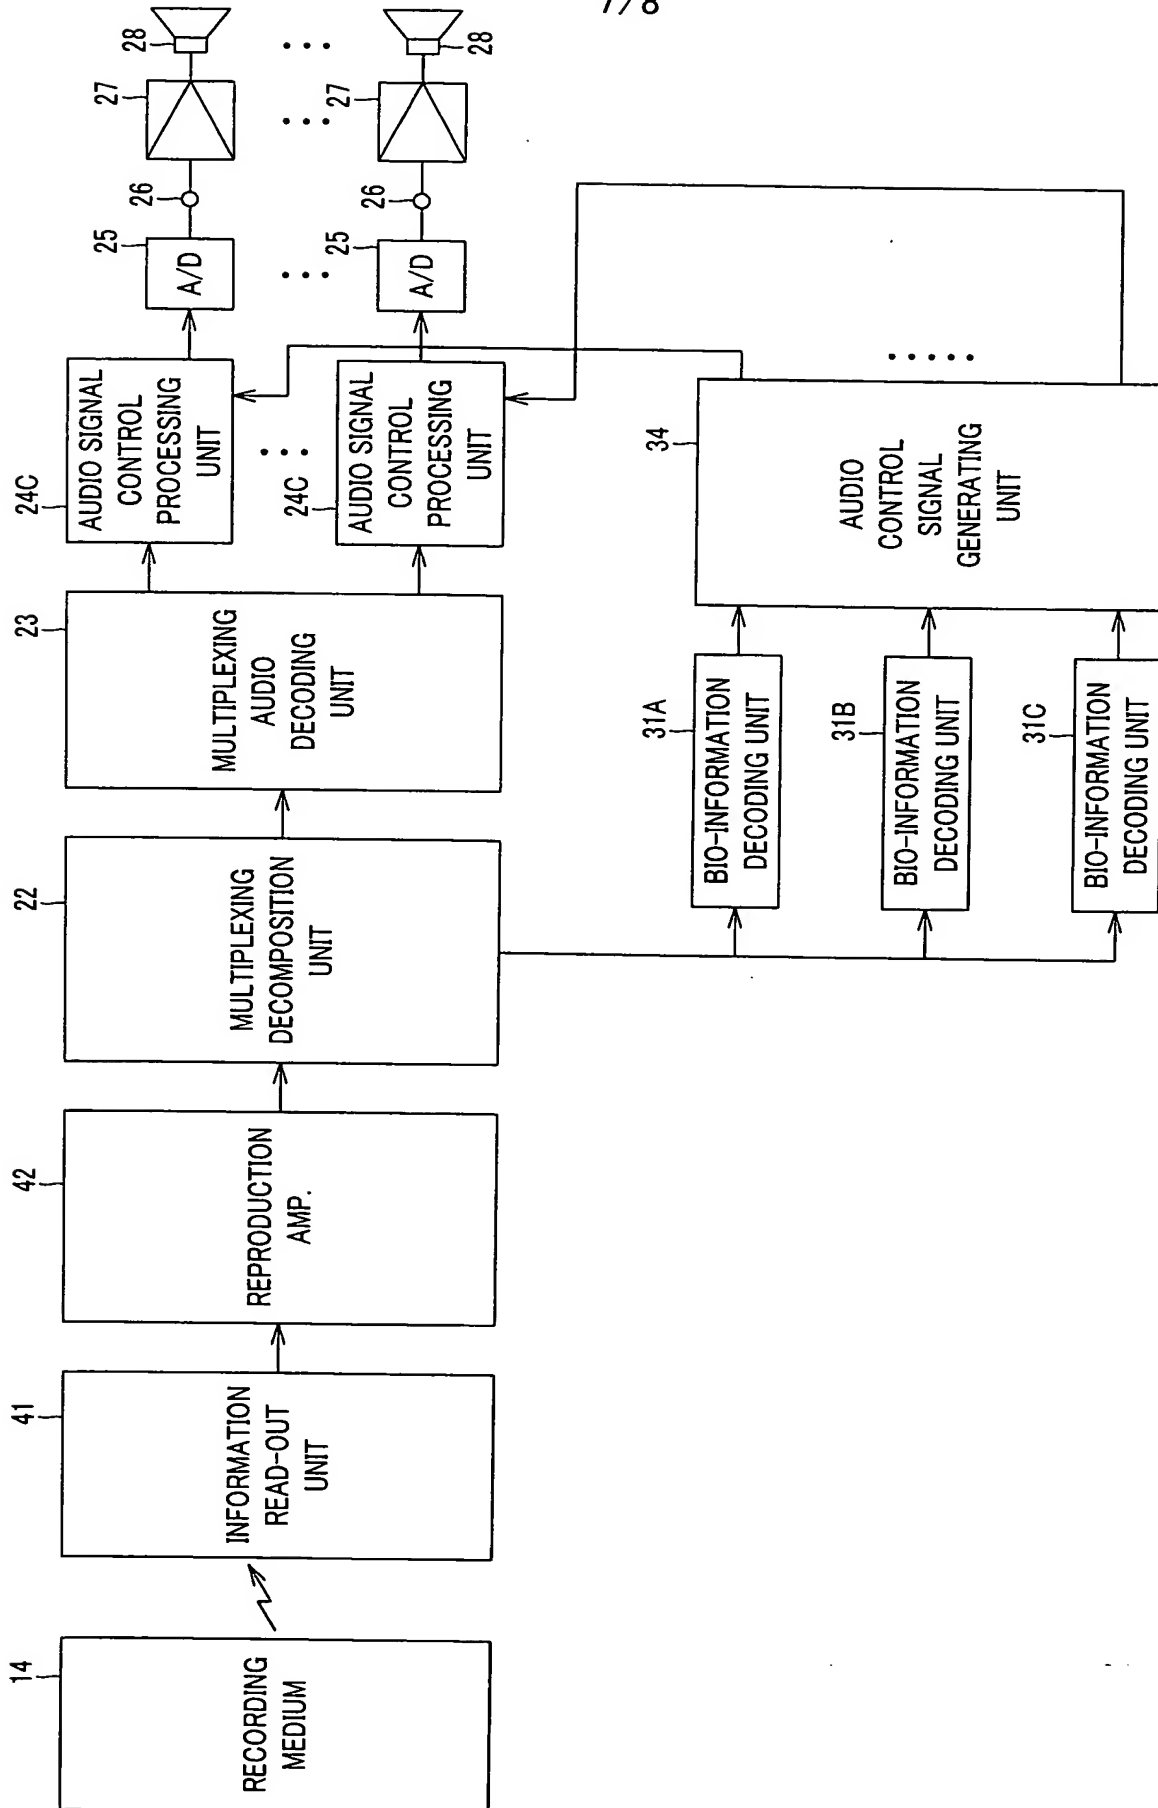 7/8
14
RECORDING
MEDIUM
41
INFORMATION
READ-OUT
UNIT
42
REPRODUCTION
AMP.
22
MULTIPLEXING
DECOMPOSITION
UNIT
23
MULTIPLEXING
AUDIO
DECODING
UNIT
24C
AUDIO SIGNAL
CONTROL
PROCESSING
UNIT
24C
AUDIO SIGNAL
CONTROL
PROCESSING
UNIT
25
A/D
25
A/D
26
26
27
27
28
28
31A
BIO-INFORMATION
DECODING UNIT
31B
BIO-INFORMATION
DECODING UNIT
31C
BIO-INFORMATION
DECODING UNIT
34
AUDIO
CONTROL
SIGNAL
GENERATING
UNIT